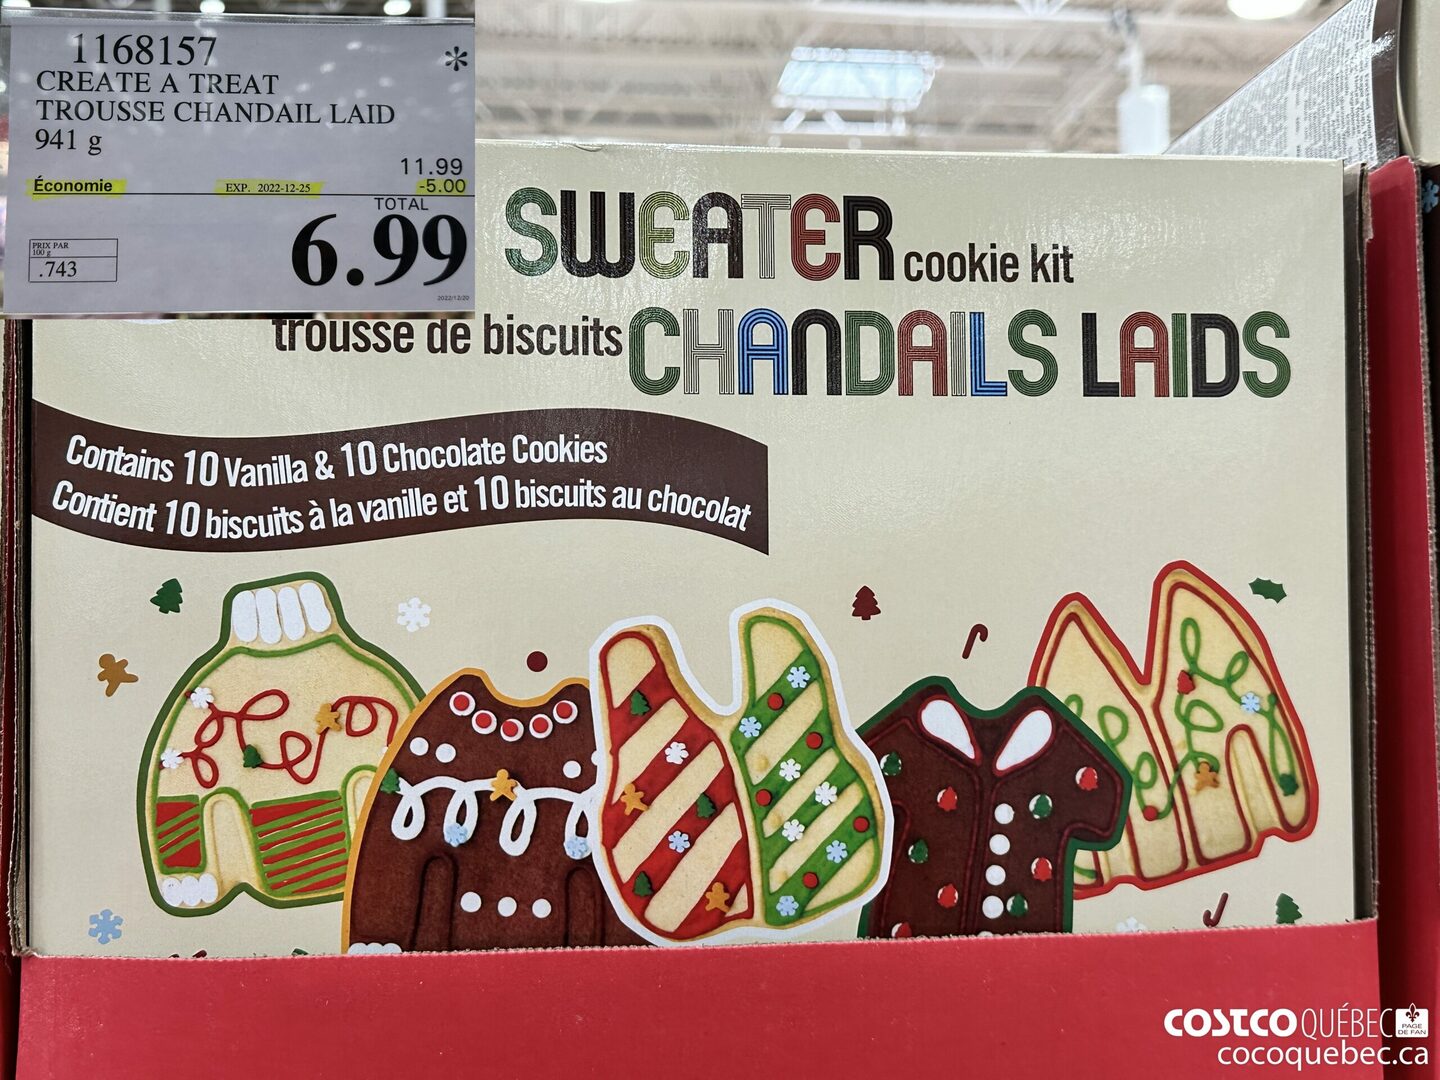 1168157 *
CREATE A TREAT
TROUSSE CHANDAIL LAID
941 g
11.99
Économie EXP. 2022-12-25 -5.00
TOTAL
6.99
PRIX PAR
100 g
.743
2022/12/20
SWEATER cookie kit
trousse de biscuits CHANDAILS LAIDS
Contains 10 Vanilla & 10 Chocolate Cookies
Contient 10 biscuits à la vanille et 10 biscuits au chocolat
COSTCO QUÉBEC PAGE DE FAN
cocoquebec.ca